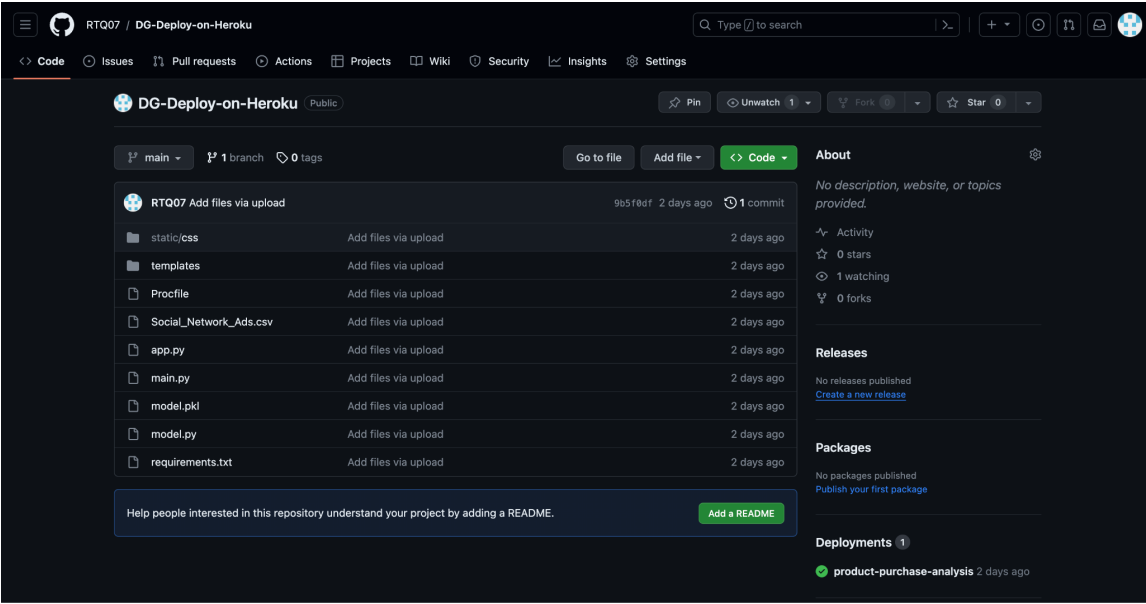 RTQ07 / DG-Deploy-on-Heroku
Type / to search
Code Issues Pull requests Actions Projects Wiki Security Insights Settings
DG-Deploy-on-Heroku Public
Pin Unwatch 1 Fork 0 Star 0
main 1 branch 0 tags Go to file Add file <> Code
RTQ07 Add files via upload 9b5f0df 2 days ago 1 commit
static/css Add files via upload 2 days ago
templates Add files via upload 2 days ago
Procfile Add files via upload 2 days ago
Social_Network_Ads.csv Add files via upload 2 days ago
app.py Add files via upload 2 days ago
main.py Add files via upload 2 days ago
model.pkl Add files via upload 2 days ago
model.py Add files via upload 2 days ago
requirements.txt Add files via upload 2 days ago
Help people interested in this repository understand your project by adding a README. Add a README
About
No description, website, or topics
provided.
Activity
0 stars
1 watching
0 forks
Releases
No releases published
Create a new release
Packages
No packages published
Publish your first package
Deployments 1
product-purchase-analysis 2 days ago